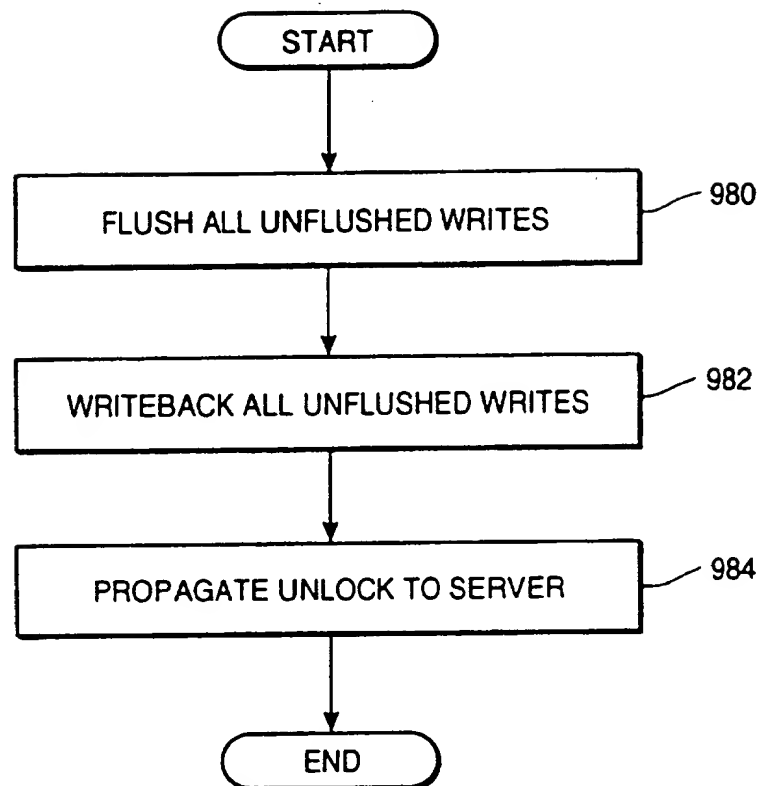 START
FLUSH ALL UNFLUSHED WRITES
980
WRITEBACK ALL UNFLUSHED WRITES
982
PROPAGATE UNLOCK TO SERVER
984
END